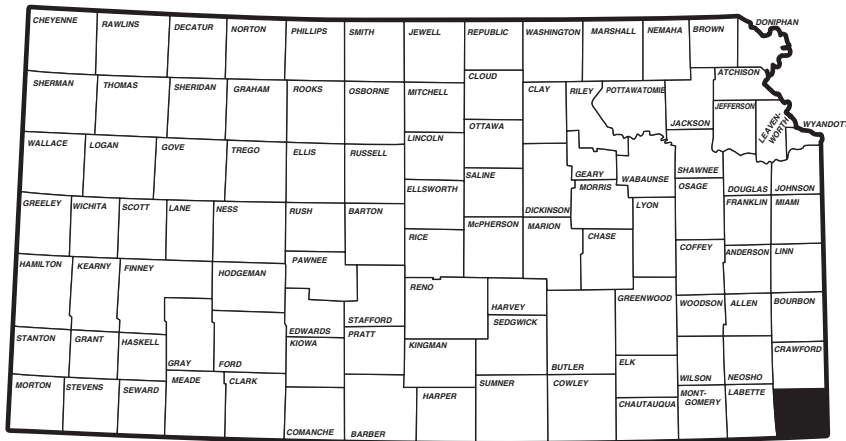 CHEYENNE
RAWLINS
DECATUR
NORTON
PHILLIPS
SMITH
JEWELL
REPUBLIC
WASHINGTON
MARSHALL
NEMAHA
BROWN
DONIPHAN
SHERMAN
THOMAS
SHERIDAN
GRAHAM
ROOKS
OSBORNE
MITCHELL
CLOUD
CLAY
RILEY
POTTAWATOMIE
JACKSON
ATCHISON
JEFFERSON
LEAVEN-
WORTH
WYANDOTT
WALLACE
LOGAN
GOVE
TREGO
ELLIS
RUSSELL
LINCOLN
OTTAWA
SALINE
DICKINSON
GEARY
MORRIS
WABAUNSE
SHAWNEE
OSAGE
DOUGLAS
JOHNSON
GREELEY
WICHITA
SCOTT
LANE
NESS
RUSH
BARTON
ELLSWORTH
RICE
McPHERSON
MARION
CHASE
LYON
FRANKLIN
MIAMI
HAMILTON
KEARNY
FINNEY
HODGEMAN
PAWNEE
STAFFORD
RENO
HARVEY
SEDGWICK
GREENWOOD
COFFEY
ANDERSON
LINN
STANTON
GRANT
HASKELL
GRAY
FORD
EDWARDS
KIOWA
PRATT
KINGMAN
BUTLER
ELK
WOODSON
ALLEN
BOURBON
CRAWFORD
WILSON
NEOSHO
MORTON
STEVENS
SEWARD
MEADE
CLARK
COMANCHE
BARBER
HARPER
SUMNER
COWLEY
CHAUTAUQUA
MONT-
GOMERY
LABETTE